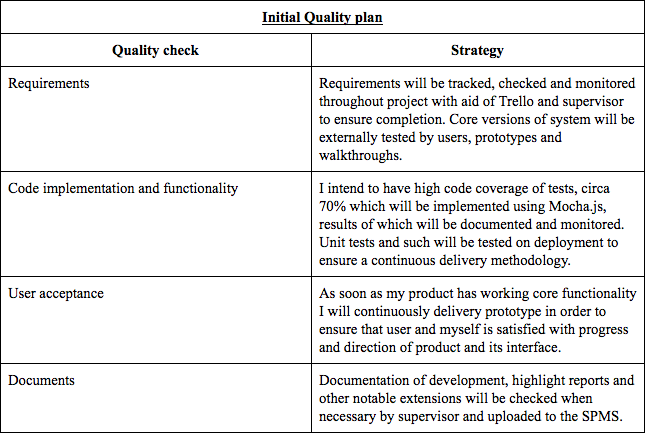 Initial Quality plan
Quality check
Strategy
Requirements
Requirements will be tracked, checked and monitored
throughout project with aid of Trello and supervisor
to ensure completion. Core versions of system will be
externally tested by users, prototypes and
walkthroughs.
Code implementation and functionality
I intend to have high code coverage of tests, circa
70% which will be implemented using Mocha.js,
results of which will be documented and monitored.
Unit tests and such will be tested on deployment to
ensure a continuous delivery methodology.
User acceptance
As soon as my product has working core functionality
I will continuously delivery prototype in order to
ensure that user and myself is satisfied with progress
and direction of product and its interface.
Documents
Documentation of development, highlight reports and
other notable extensions will be checked when
necessary by supervisor and uploaded to the SPMS.